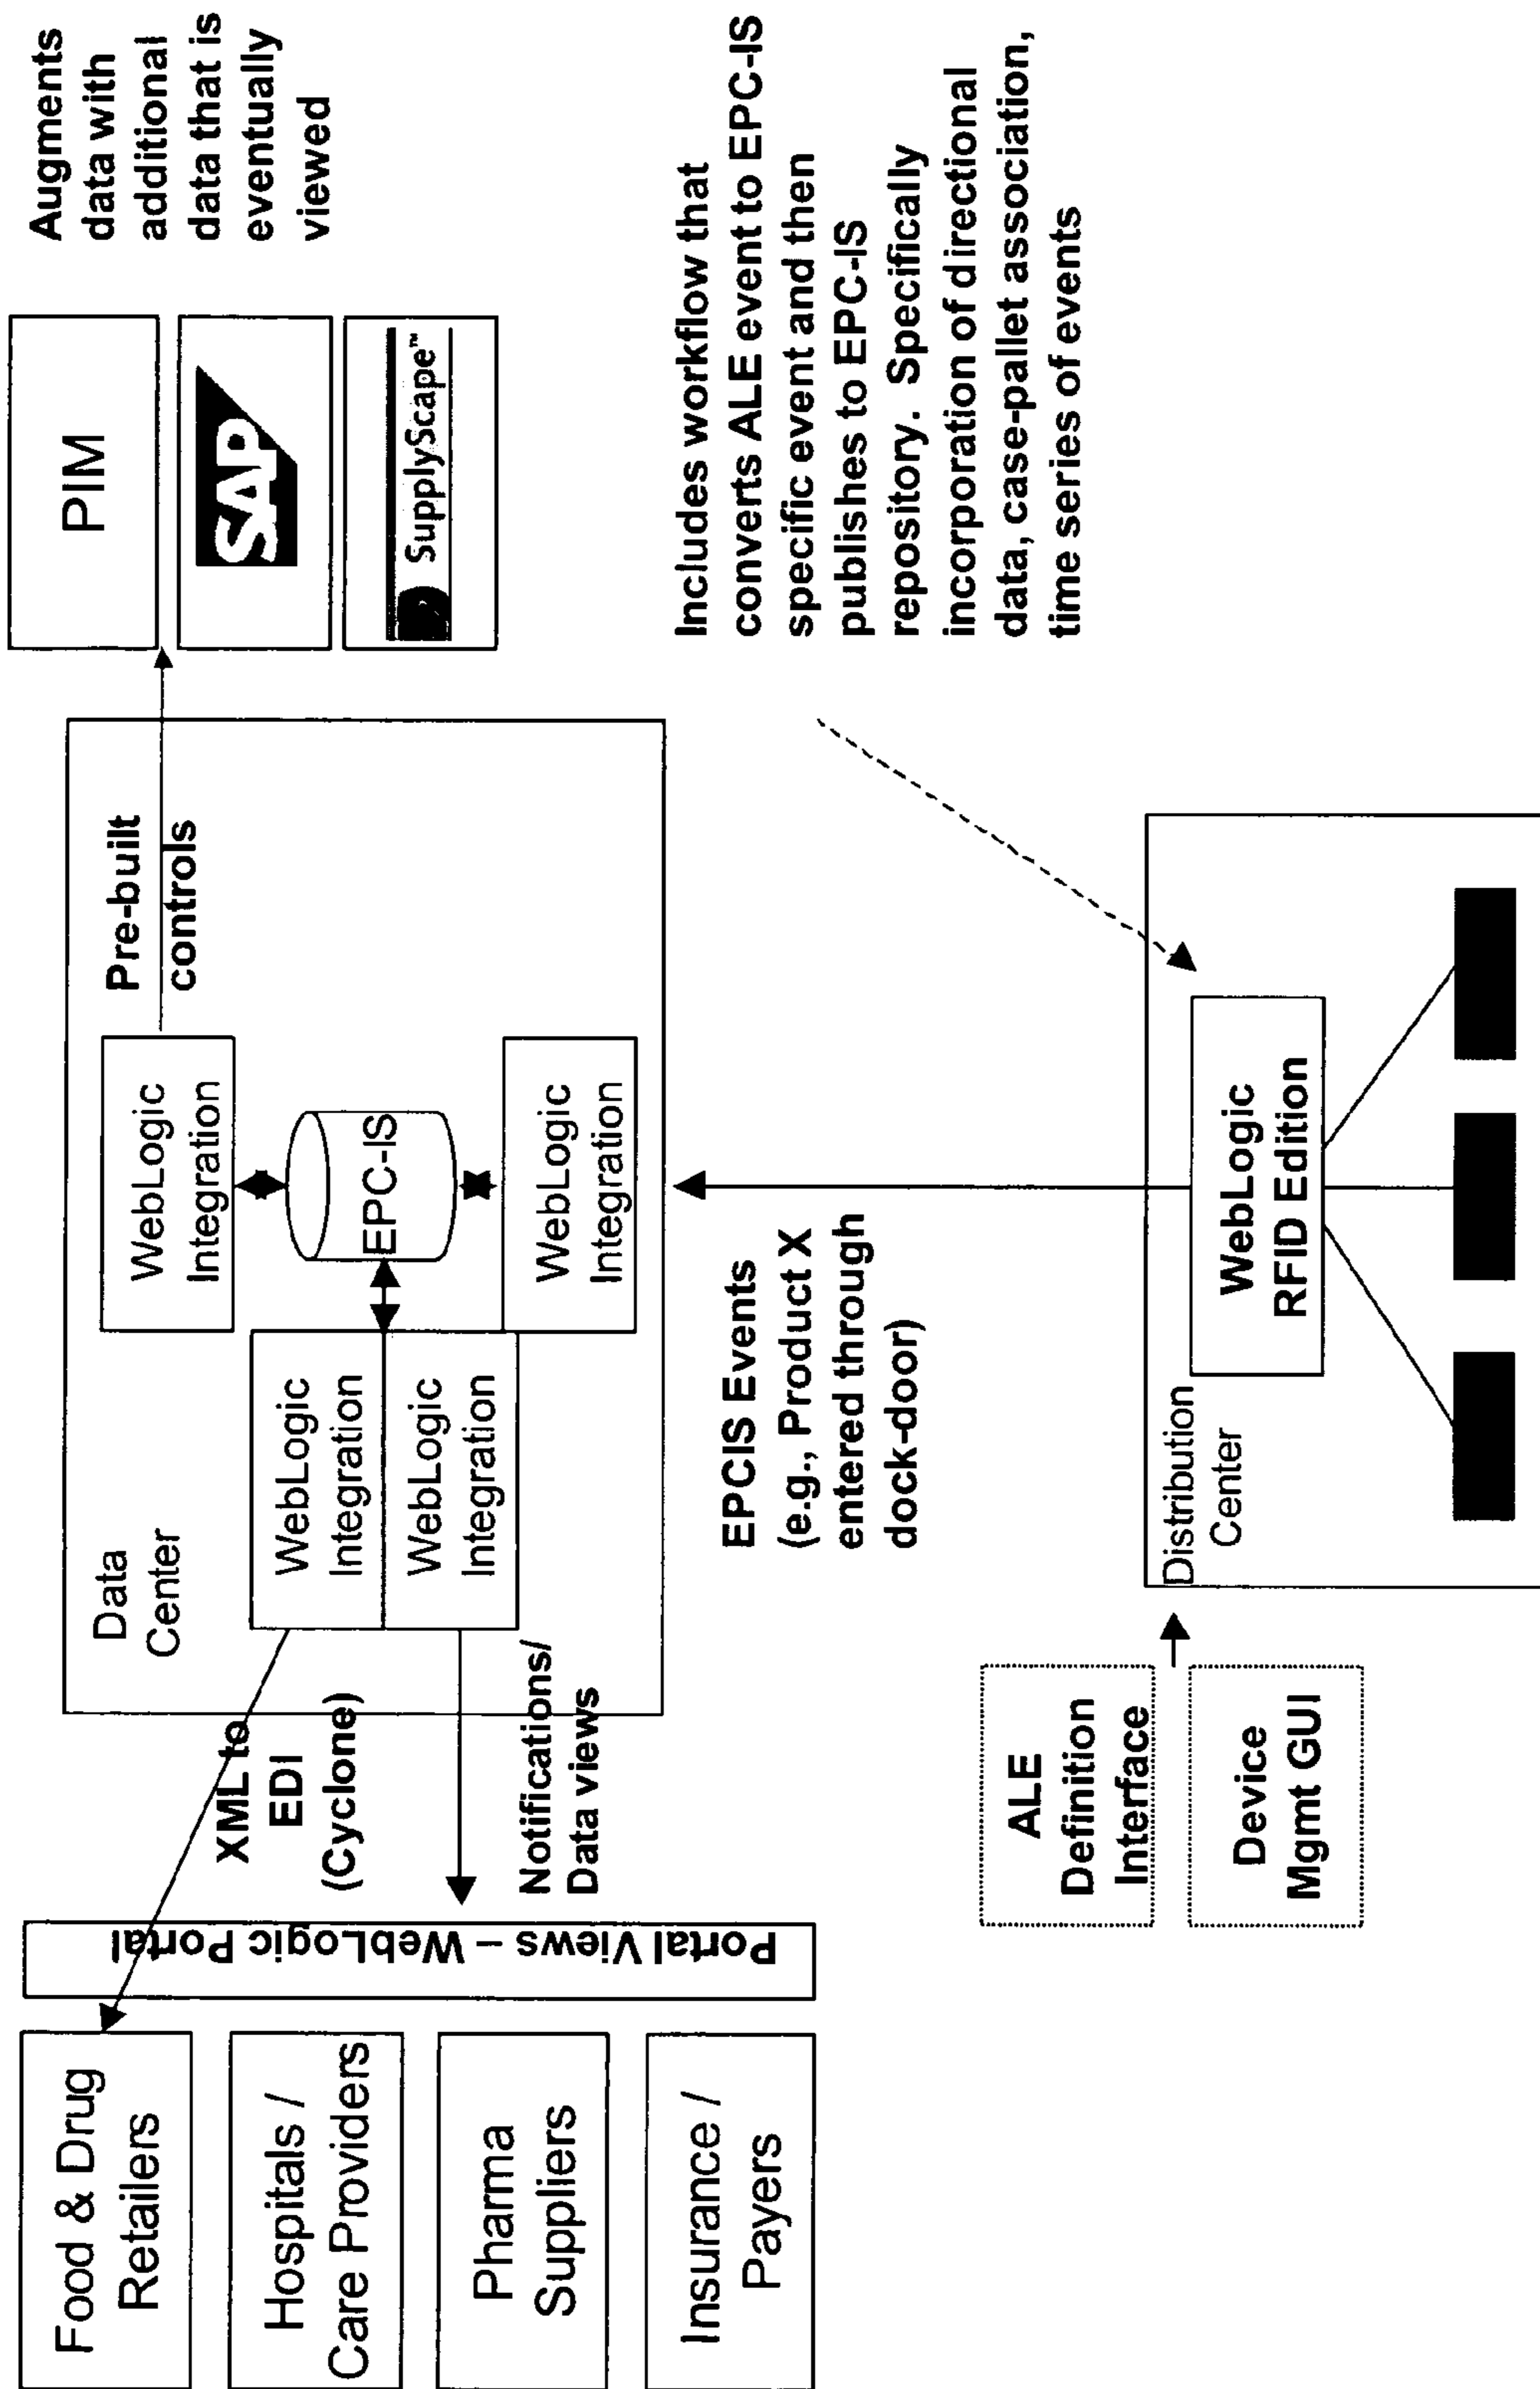 Food & Drug
Retailers
Hospitals /
Care Providers
Pharma
Suppliers
Insurance /
Payers
Portal Views – WebLogic Portal
XML to
EDI
(Cyclone)
Notifications/
Data views
Data
Center
WebLogic
Integration
WebLogic
Integration
WebLogic
Integration
EPC-IS
WebLogic
Integration
Pre-built
controls
PIM
SAP
SupplyScape™
Augments
data with
additional
data that is
eventually
viewed
EPCIS Events
(e.g., Product X
entered through
dock-door)
Includes workflow that
converts ALE event to EPC-IS
specific event and then
publishes to EPC-IS
repository. Specifically
incorporation of directional
data, case-pallet association,
time series of events
ALE
Definition
Interface
Device
Mgmt GUI
Distribution
Center
WebLogic
RFID Edition